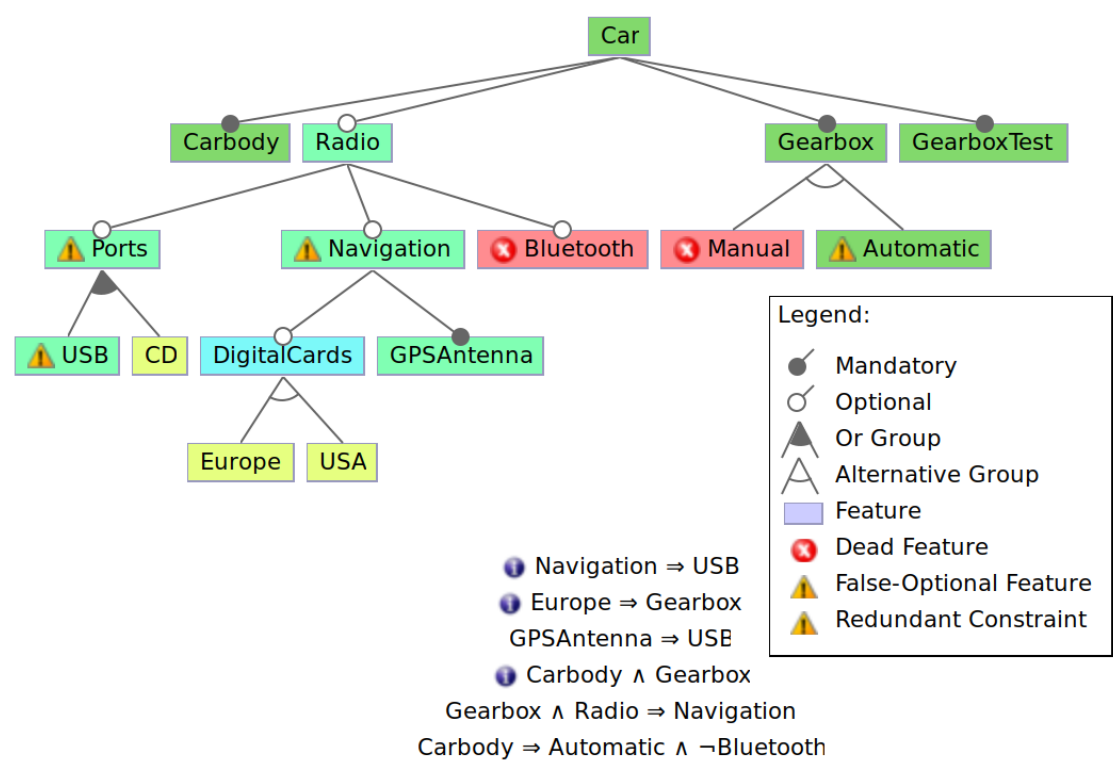 Car
Carbody
Radio
Gearbox
GearboxTest
Ports
Navigation
Bluetooth
Manual
Automatic
USB
CD
DigitalCards
GPSAntenna
Europe
USA
Legend:
Mandatory
Optional
Or Group
Alternative Group
Feature
Dead Feature
False-Optional Feature
Redundant Constraint
Navigation ⇒ USB
Europe ⇒ Gearbox
GPSAntenna ⇒ USB
Carbody ∧ Gearbox
Gearbox ∧ Radio ⇒ Navigation
Carbody ⇒ Automatic ∧ ¬Bluetooth